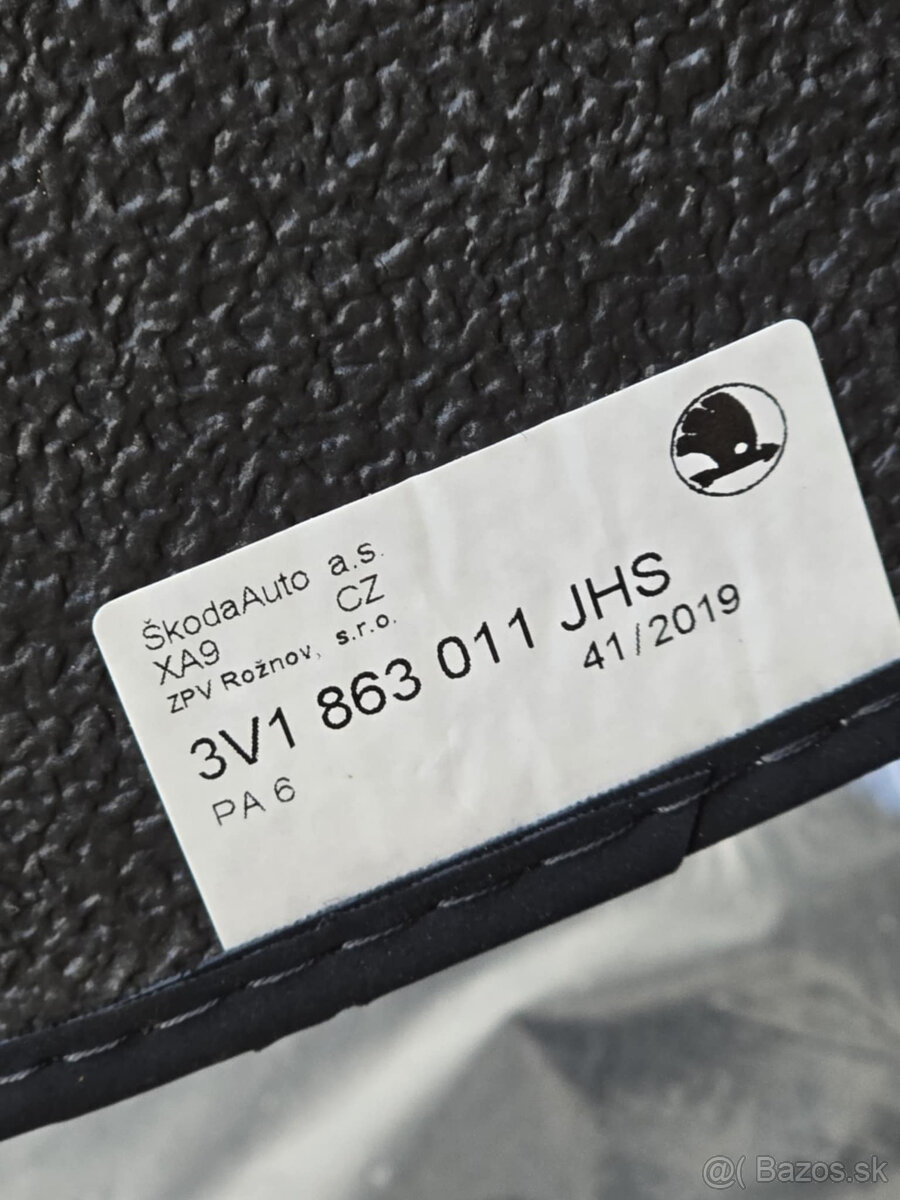 ŠkodaAuto a.s.
XA9 CZ
ZPV Rožnov, s.r.o.
3V1 863 011 JHS
41/2019
PA 6
@( Bazos.sk